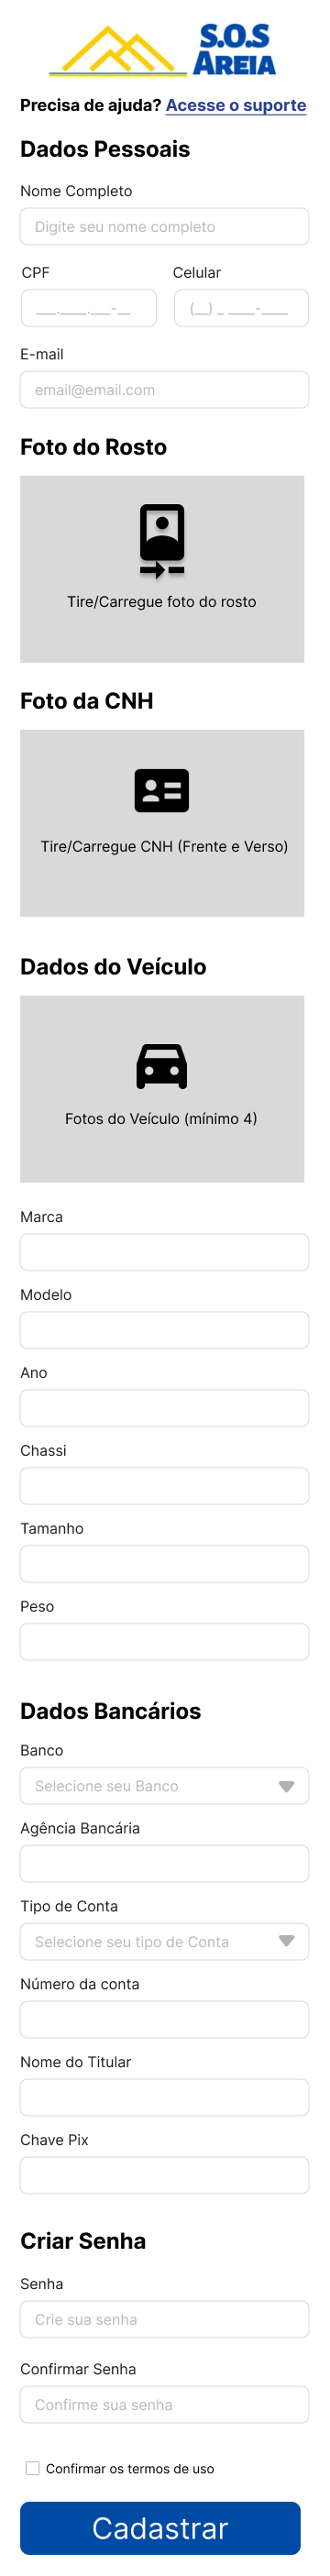 S.O.S
AREIA
Precisa de ajuda? Acesse o suporte
Dados Pessoais
Nome Completo
Digite seu nome completo
CPF Celular
___.____.___-__ (__) _ ____-____
E-mail
email@email.com
Foto do Rosto
Tire/Carregue foto do rosto
Foto da CNH
Tire/Carregue CNH (Frente e Verso)
Dados do Veículo
Fotos do Veículo (mínimo 4)
Marca
Modelo
Ano
Chassi
Tamanho
Peso
Dados Bancários
Banco
Selecione seu Banco
Agência Bancária
Tipo de Conta
Selecione seu tipo de Conta
Número da conta
Nome do Titular
Chave Pix
Criar Senha
Senha
Crie sua senha
Confirmar Senha
Confirme sua senha
Confirmar os termos de uso
Cadastrar